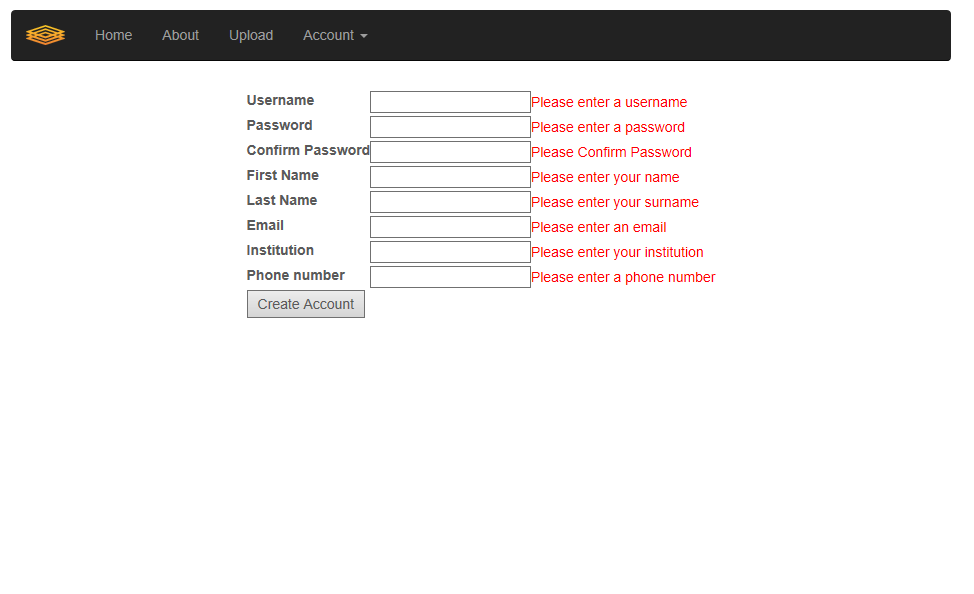 Home About Upload Account
Username Please enter a username
Password Please enter a password
Confirm Password Please Confirm Password
First Name Please enter your name
Last Name Please enter your surname
Email Please enter an email
Institution Please enter your institution
Phone number Please enter a phone number
Create Account